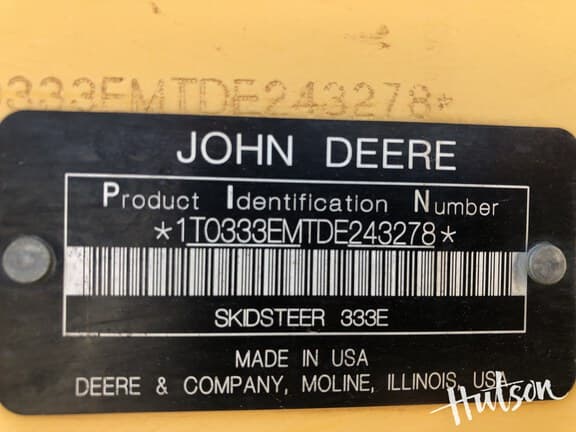 0333EMTDE243278*
JOHN DEERE
Product Identification Number
*1T0333EMTDE243278*
SKIDSTEER 333E
MADE IN USA
DEERE & COMPANY, MOLINE, ILLINOIS, USA
Hutson